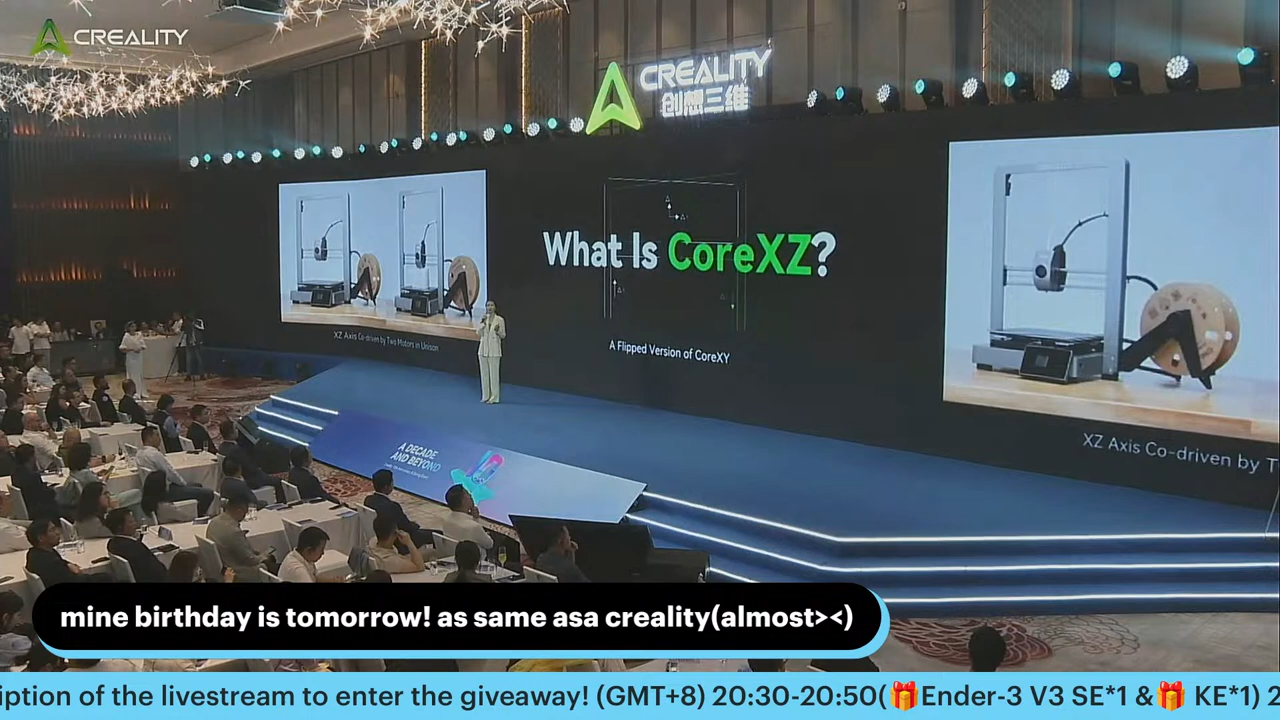 CREALITY
CREALITY
创想三维
What Is CoreXZ?
A Flipped Version of CoreXY
XZ Axis Co-driven by Two Motors in Unison
XZ Axis Co-driven by T
A DECADE
AND BEYOND
mine birthday is tomorrow! as same asa creality(almost><)
iption of the livestream to enter the giveaway! (GMT+8) 20:30-20:50(🎁Ender-3 V3 SE*1 &🎁 KE*1) 2